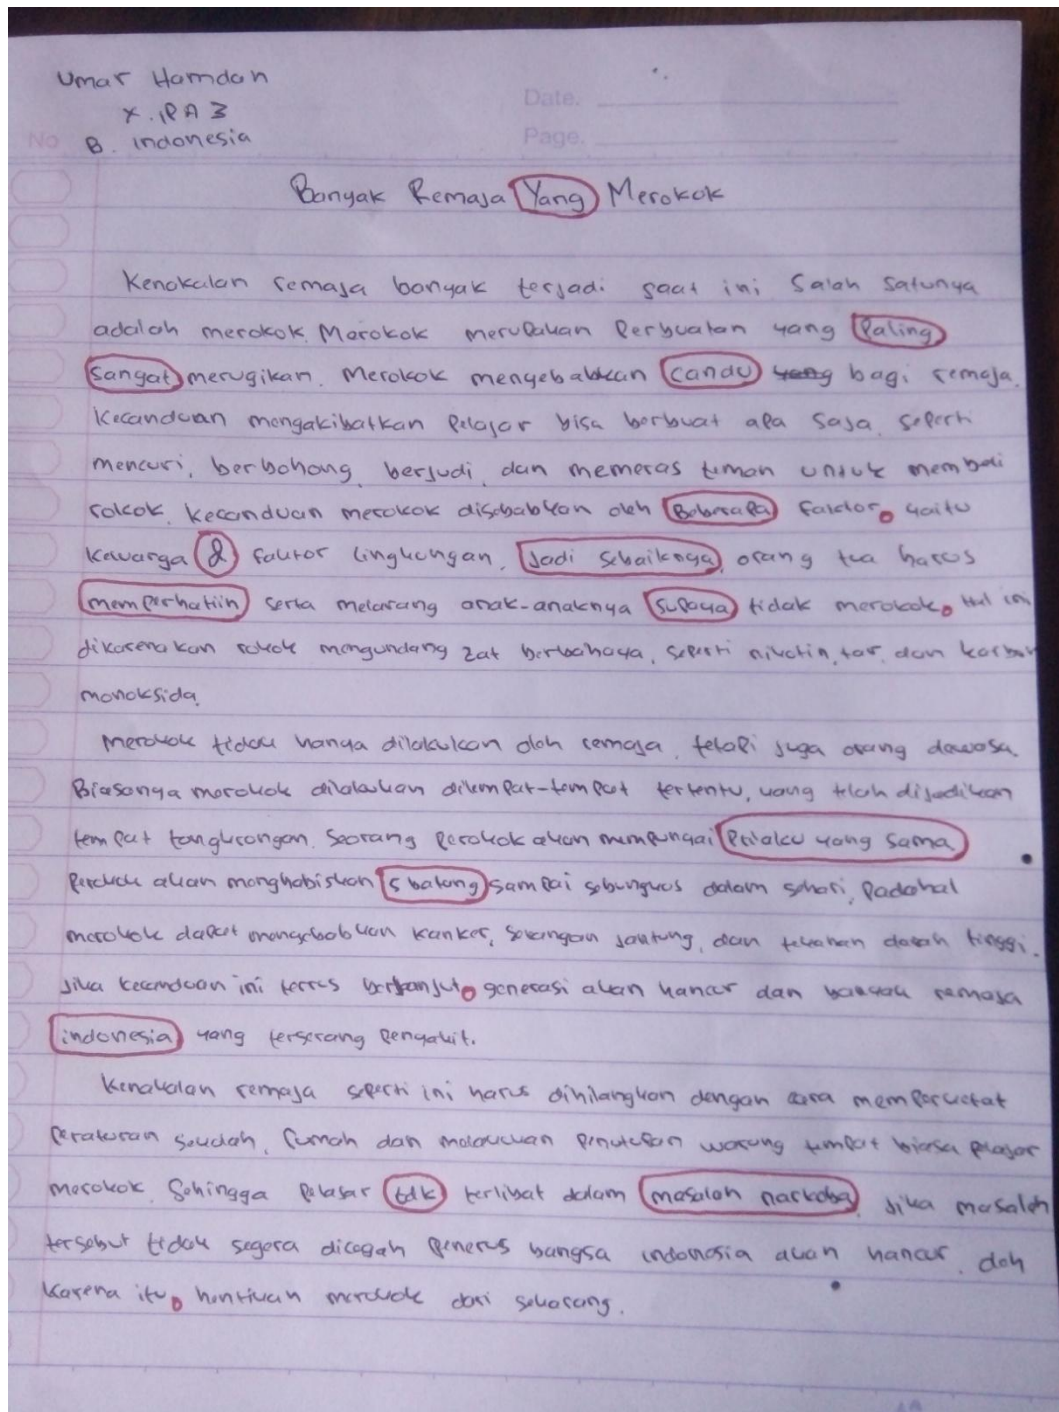 Umar Hamdan
X. IPA 3
B. Indonesia
Date.
No
Page.
Banyak Remaja Yang Merokok
Kenakalan remaja banyak terjadi saat ini Salah satunya
adalah merokok. Merokok merupakan Perbuatan yang Paling
Sangat merugikan. Merokok mengebabkan candu yang bagi remaja.
Kecanduan mengakibatkan Pelajar bisa berbuat apa saja, seperti
mencuri, berbohong, berjudi, dan memeras teman untuk membeli
rokok. Kecanduan merokok disebabkan oleh Beberapa faktor, yaitu
Kewarga & faktor lingkungan. Jadi sebaiknya, orang tua harus
memperhatiin serta melarang anak-anaknya supaya tidak merokok. Hal ini
dikarenakan rokok mengundang zat berbahaya, seperti nikotin, tar, dan karbon
monoksida.
Merokok tidak hanya dilakukan oleh remaja, tetapi juga orang dewasa.
Biasanya merokok dilakukan ditempat-tempat tertentu, yang telah dijadikan
tempat tongkrongan. Seorang Perokok akan mempunyai Prilaku yang sama.
Perokok akan menghabiskan 5 batang sampai sebungkus dalam sehari, Padahal
merokok dapat mengebabkan kanker, serangan jantung, dan tekanan darah tinggi.
Jika kecanduan ini terus berlanjut, generasi akan hancur dan banyak remaja
indonesia yang terserang Pengakit.
Kenakalan remaja seperti ini harus dihilangkan dengan cara memperketat
Peraturan seudah, rumah dan melakukan Penutupan warung tempat biasa Pelajar
merokok. Sehingga Pelajar tdk terlibat dalam masalah narkoba. Jika masalah
tersebut tidak segera dicegah Penerus bangsa indonesia akan hancur. oleh
Karena itu, hentikan merokok dari sekarang.